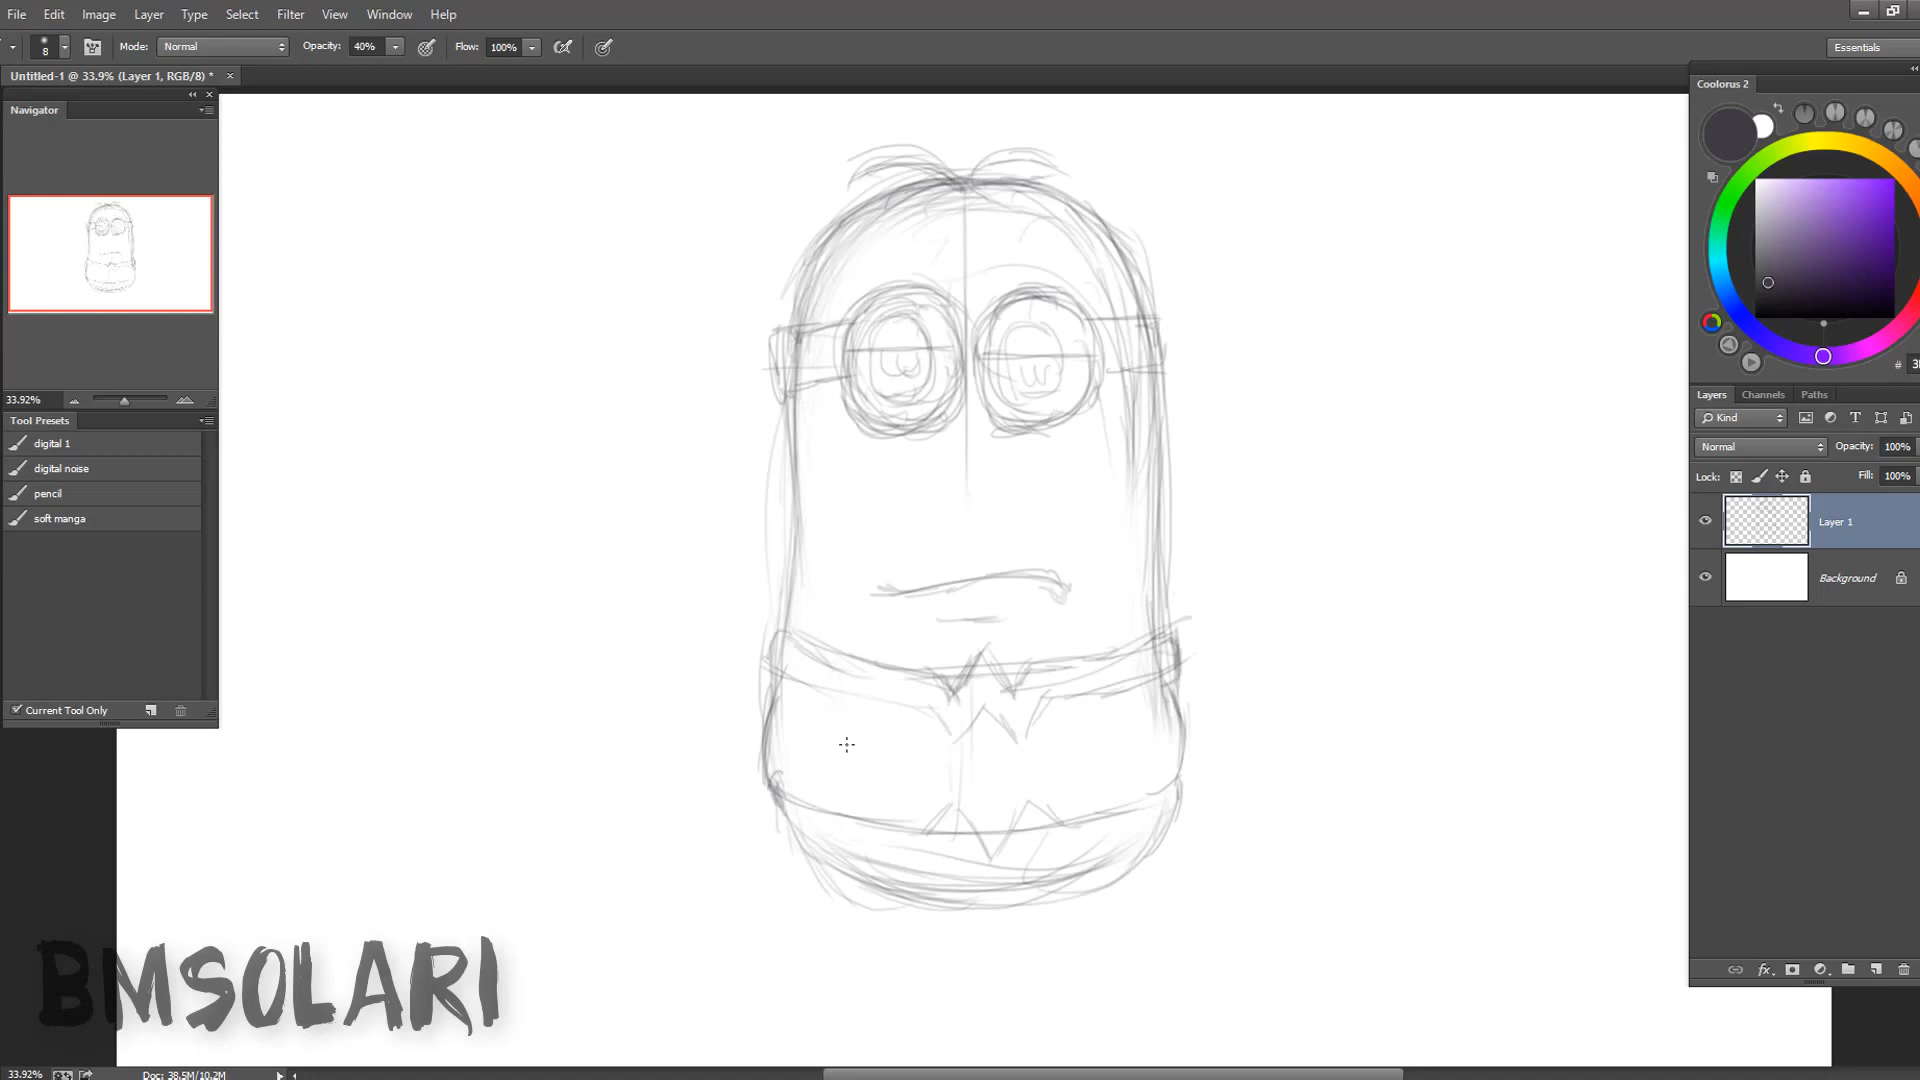 File Edit Image Layer Type Select Filter View Window Help
8 Mode: Normal Opacity: 40% Flow: 100% Essentials
Untitled-1 @ 33.9% (Layer 1, RGB/8) *
Navigator
33.92%
Tool Presets
digital 1
digital noise
pencil
soft manga
Current Tool Only
Coolorus 2
#
Layers Channels Paths
Kind
Normal Opacity: 100%
Lock: Fill: 100%
Layer 1
Background
BMSOLARI
33.92% Doc: 38.5M/10.2M